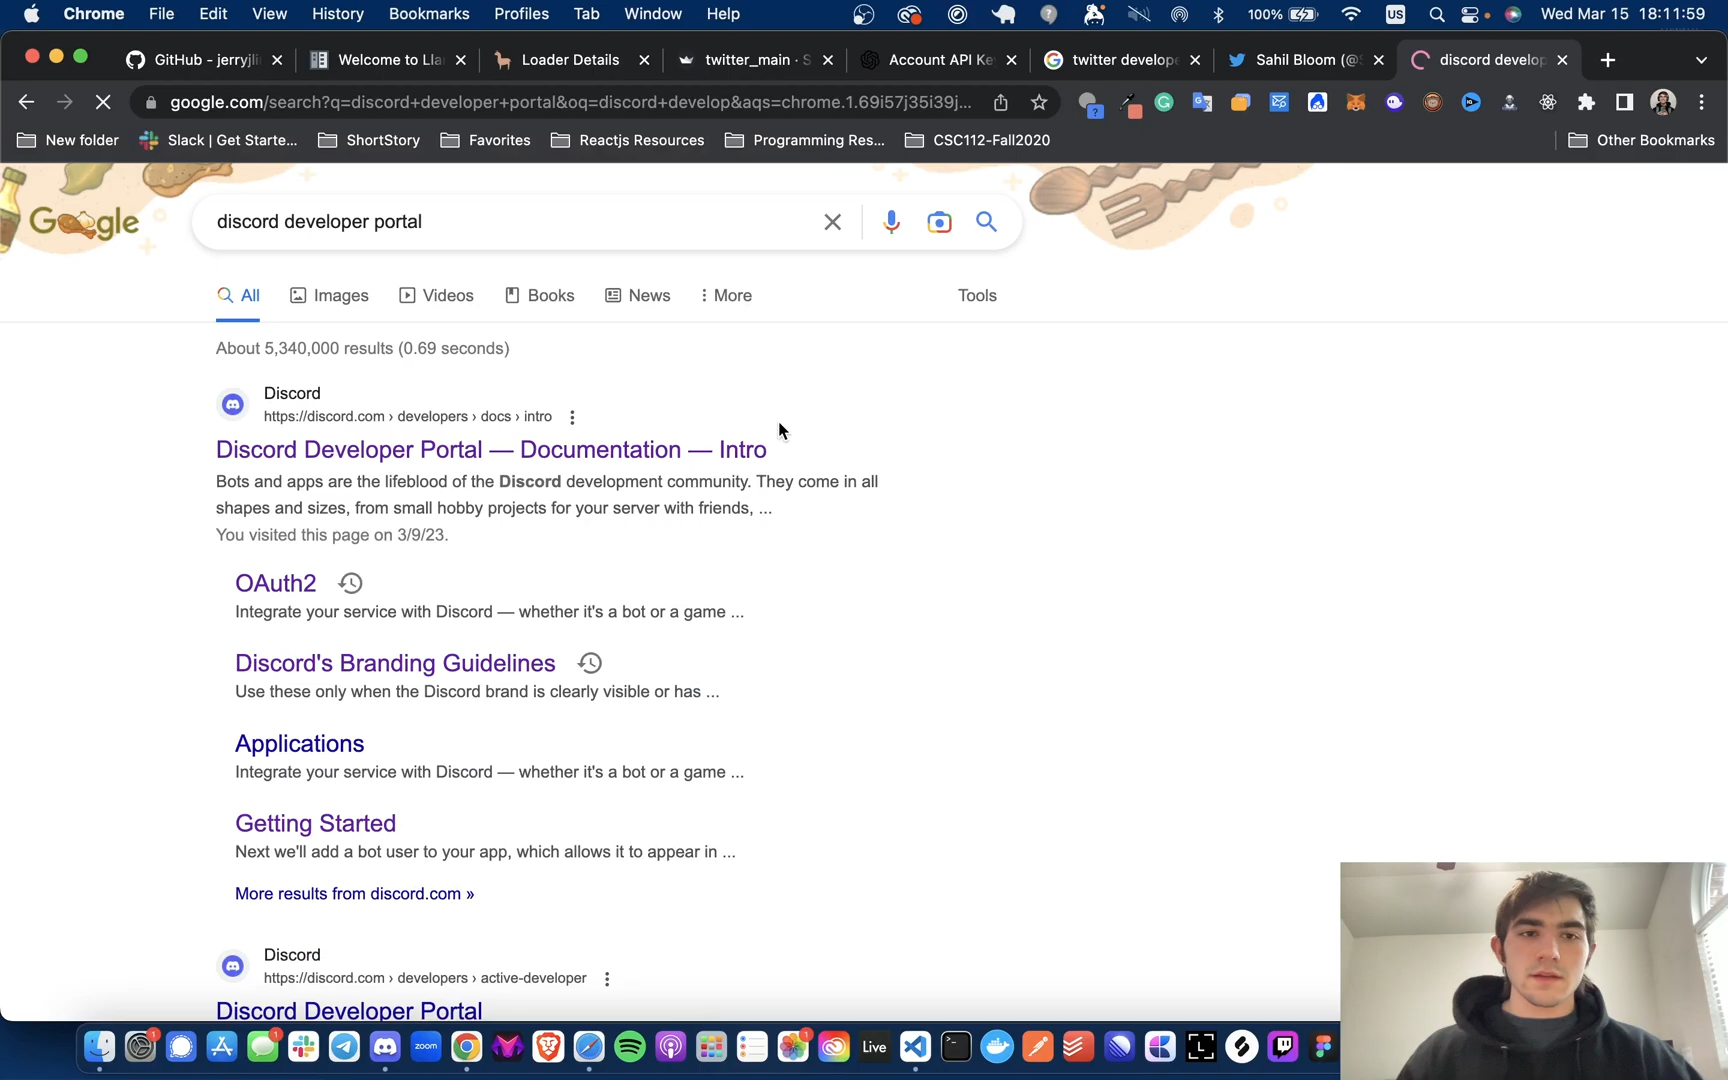 Chrome File Edit View History Bookmarks Profiles Tab Window Help 100% US Wed Mar 15 18:11:59
GitHub - jerryjli Welcome to Lla Loader Details twitter_main · S Account API Ke twitter develope Sahil Bloom (@S discord develop
google.com/search?q=discord+developer+portal&oq=discord+develop&aqs=chrome.1.69i57j35i39j...
New folder Slack | Get Starte... ShortStory Favorites Reactjs Resources Programming Res... CSC112-Fall2020 Other Bookmarks
Google
discord developer portal
All Images Videos Books News More Tools
About 5,340,000 results (0.69 seconds)
Discord
https://discord.com › developers › docs › intro
Discord Developer Portal — Documentation — Intro
Bots and apps are the lifeblood of the Discord development community. They come in all
shapes and sizes, from small hobby projects for your server with friends, ...
You visited this page on 3/9/23.
OAuth2
Integrate your service with Discord — whether it's a bot or a game ...
Discord's Branding Guidelines
Use these only when the Discord brand is clearly visible or has ...
Applications
Integrate your service with Discord — whether it's a bot or a game ...
Getting Started
Next we'll add a bot user to your app, which allows it to appear in ...
More results from discord.com »
Discord
https://discord.com › developers › active-developer
Discord Developer Portal
1 1 zoom 1 Live